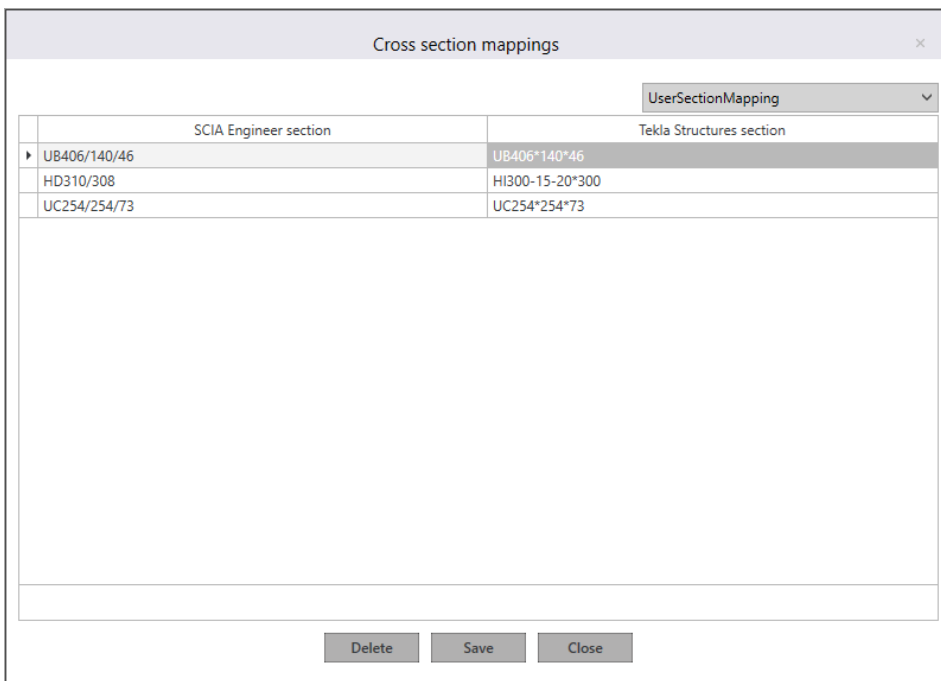 Cross section mappings
UserSectionMapping
SCIA Engineer section Tekla Structures section
UB406/140/46 UB406*140*46
HD310/308 HI300-15-20*300
UC254/254/73 UC254*254*73
Delete Save Close